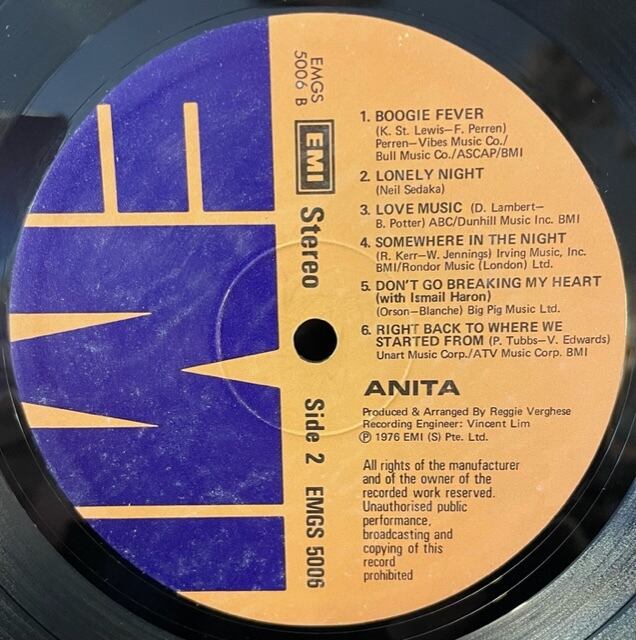 EMGS
5006 B
EMI
Stereo
Side 2
EMGS 5006
1. BOOGIE FEVER
(K. St. Lewis–F. Perren)
Perren–Vibes Music Co./
Bull Music Co./ASCAP/BMI
2. LONELY NIGHT
(Neil Sedaka)
3. LOVE MUSIC (D. Lambert–
B. Potter) ABC/Dunhill Music Inc. BMI
4. SOMEWHERE IN THE NIGHT
(R. Kerr–W. Jennings) Irving Music, Inc.
BMI/Rondor Music (London) Ltd.
5. DON'T GO BREAKING MY HEART
(with Ismail Haron)
(Orson–Blanche) Big Pig Music Ltd.
6. RIGHT BACK TO WHERE WE
STARTED FROM (P. Tubbs–V. Edwards)
Unart Music Corp./ATV Music Corp. BMI
ANITA
Produced & Arranged By Reggie Verghese
Recording Engineer: Vincent Lim
Ⓟ 1976 EMI (S) Pte. Ltd.
All rights of the manufacturer
and of the owner of the
recorded work reserved.
Unauthorised public
performance,
broadcasting and
copying of this
record
prohibited